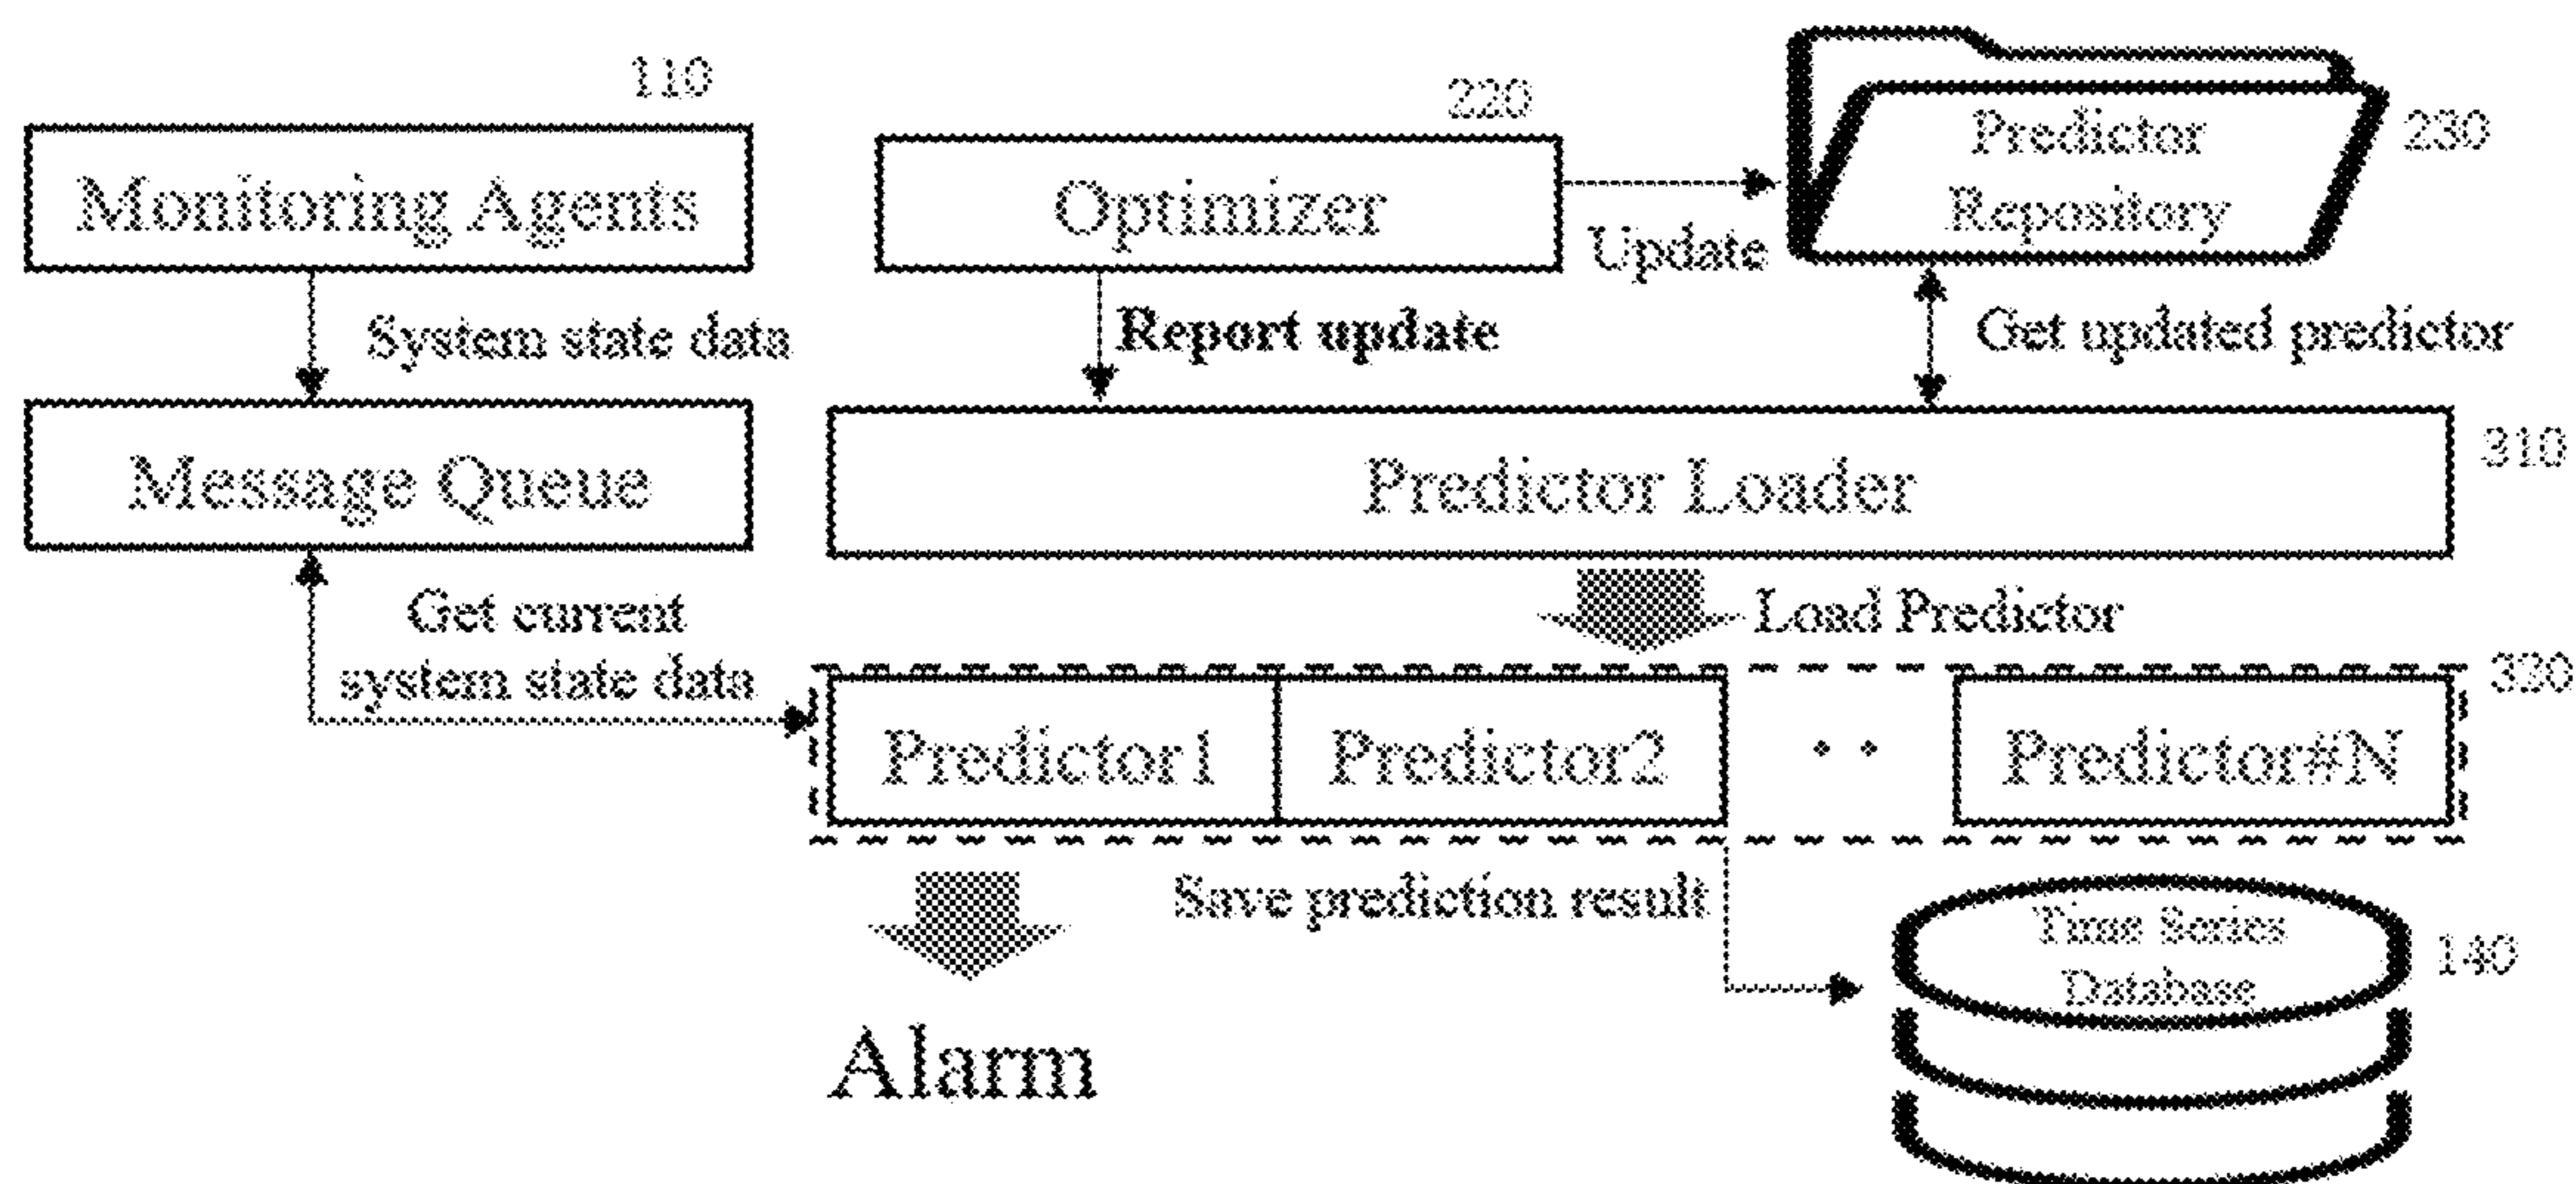 110
220
Predictor
Repository
230
Monitoring Agents
Optimizer
Update
System state data
Report update
Get updated predictor
Message Queue
Predictor Loader
310
Get current
system state data
Load Predictor
Predictor1
Predictor2
. .
Predictor#N
320
Save prediction result
Time Series
Database
140
Alarm